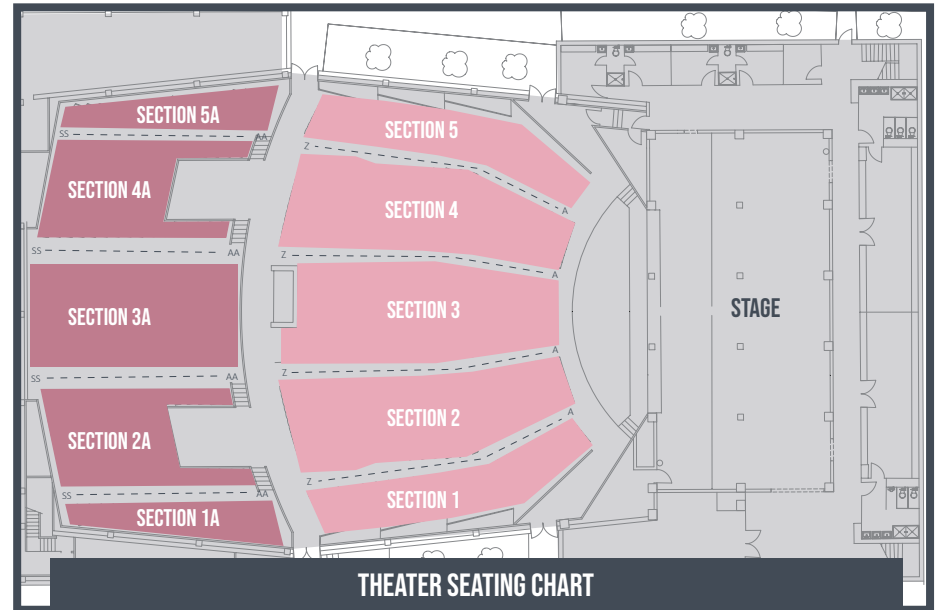 SECTION 5A
SECTION 5
SS
AA
Z
SECTION 4A
SECTION 4
A
SS
AA
Z
A
SECTION 3A
SECTION 3
STAGE
SS
AA
Z
A
SECTION 2A
SECTION 2
A
SS
AA
Z
SECTION 1A
SECTION 1
THEATER SEATING CHART